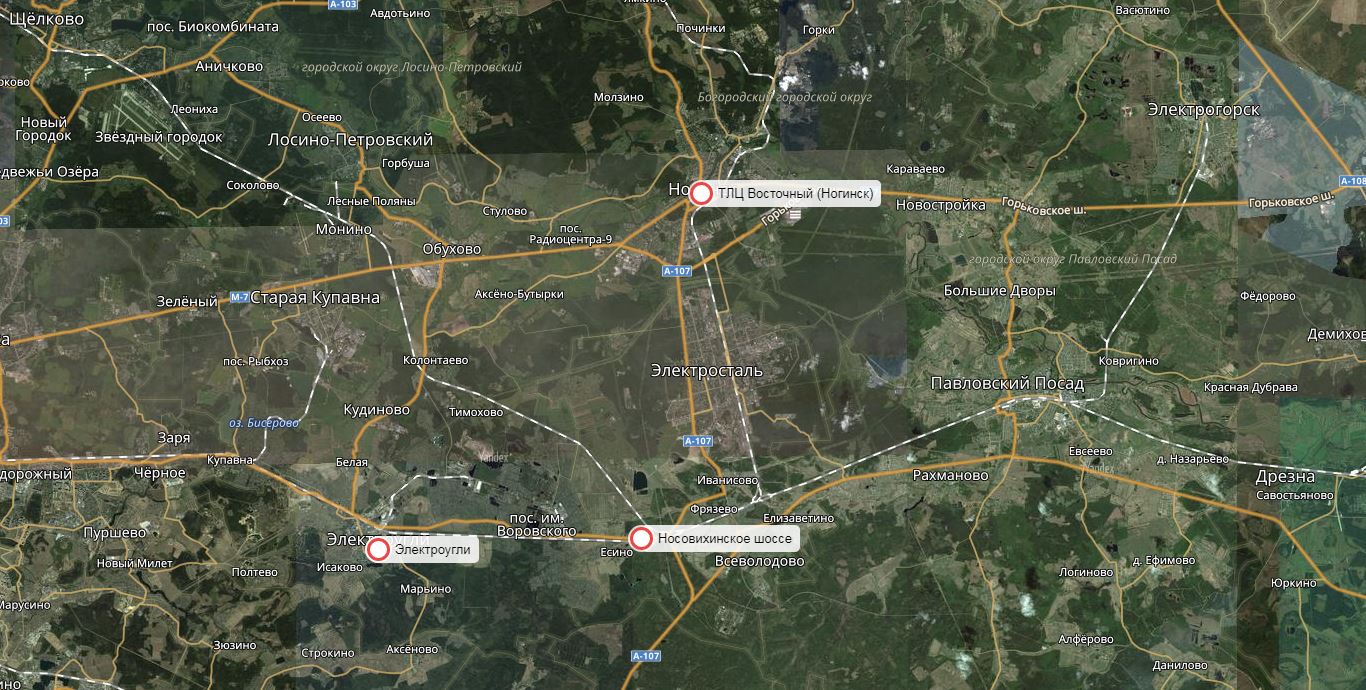 А-103
Авдотьино
Щёлково
пос. Биокомбината
Починки
Горки
Васютино
Аничково
городской округ Лосино-Петровский
Молзино
Богородский городской округ
Леониха
Осеево
Электрогорск
Новый
Городок
Звёздный городок
Лосино-Петровский
Горбуша
Караваево
А-108
Соколово
Лесные Поляны
ТЛЦ Восточный (Ногинск)
Новостройка
Горьковское ш.
Горьковское ш.
Стулово
Монино
пос.
Радиоцентра-9
Обухово
городской округ Павловский Посад
А-107
Зелёный
М-7
Старая Купавна
Аксёно-Бутырки
Большие Дворы
Фёдорово
пос. Рыбхоз
Колонтаево
Ковригино
Электросталь
Павловский Посад
Красная Дубрава
Кудиново
Тимохово
оз. Бисерово
Заря
А-107
Купавна
Белая
Yandex
Евсеево
д. Назарьево
Yandex
Чёрное
Иванисово
Рахманово
Дрезна
Савостьяново
Фрязево
Елизаветино
пос. им.
Воровского
Пуршево
Электроугли
Носовихинское шоссе
Есино
Новый Милет
Полтево
Исаково
Всеволодово
д. Ефимово
Логиново
Марьино
Юркино
Марусино
Зюзино
Строкино
Аксёново
А-107
Алфёрово
Данилово